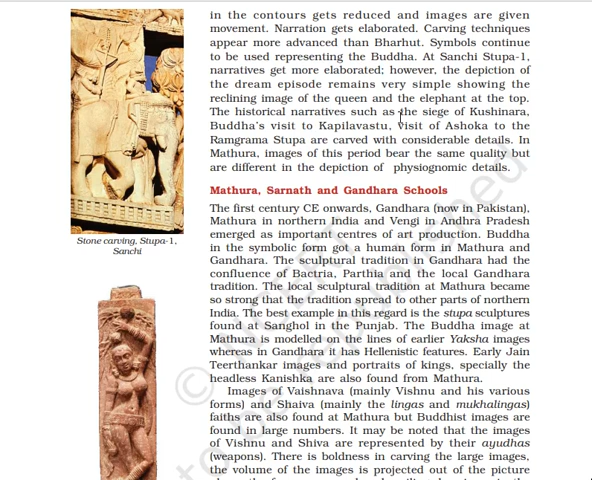 in the contours gets reduced and images are given
movement. Narration gets elaborated. Carving techniques
appear more advanced than Bharhut. Symbols continue
to be used representing the Buddha. At Sanchi Stupa-1,
narratives get more elaborated; however, the depiction of
the dream episode remains very simple showing the
reclining image of the queen and the elephant at the top.
The historical narratives such as the siege of Kushinara,
Buddha's visit to Kapilavastu, visit of Ashoka to the
Ramgrama Stupa are carved with considerable details. In
Mathura, images of this period bear the same quality but
are different in the depiction of physiognomic details.
Stone carving, Stupa-1,
Sanchi
Mathura, Sarnath and Gandhara Schools
The first century CE onwards, Gandhara (now in Pakistan),
Mathura in northern India and Vengi in Andhra Pradesh
emerged as important centres of art production. Buddha
in the symbolic form got a human form in Mathura and
Gandhara. The sculptural tradition in Gandhara had the
confluence of Bactria, Parthia and the local Gandhara
tradition. The local sculptural tradition at Mathura became
so strong that the tradition spread to other parts of northern
India. The best example in this regard is the stupa sculptures
found at Sanghol in the Punjab. The Buddha image at
Mathura is modelled on the lines of earlier Yaksha images
whereas in Gandhara it has Hellenistic features. Early Jain
Teerthankar images and portraits of kings, specially the
headless Kanishka are also found from Mathura.
Images of Vaishnava (mainly Vishnu and his various
forms) and Shaiva (mainly the lingas and mukhalingas)
faiths are also found at Mathura but Buddhist images are
found in large numbers. It may be noted that the images
of Vishnu and Shiva are represented by their ayudhas
(weapons). There is boldness in carving the large images,
the volume of the images is projected out of the picture